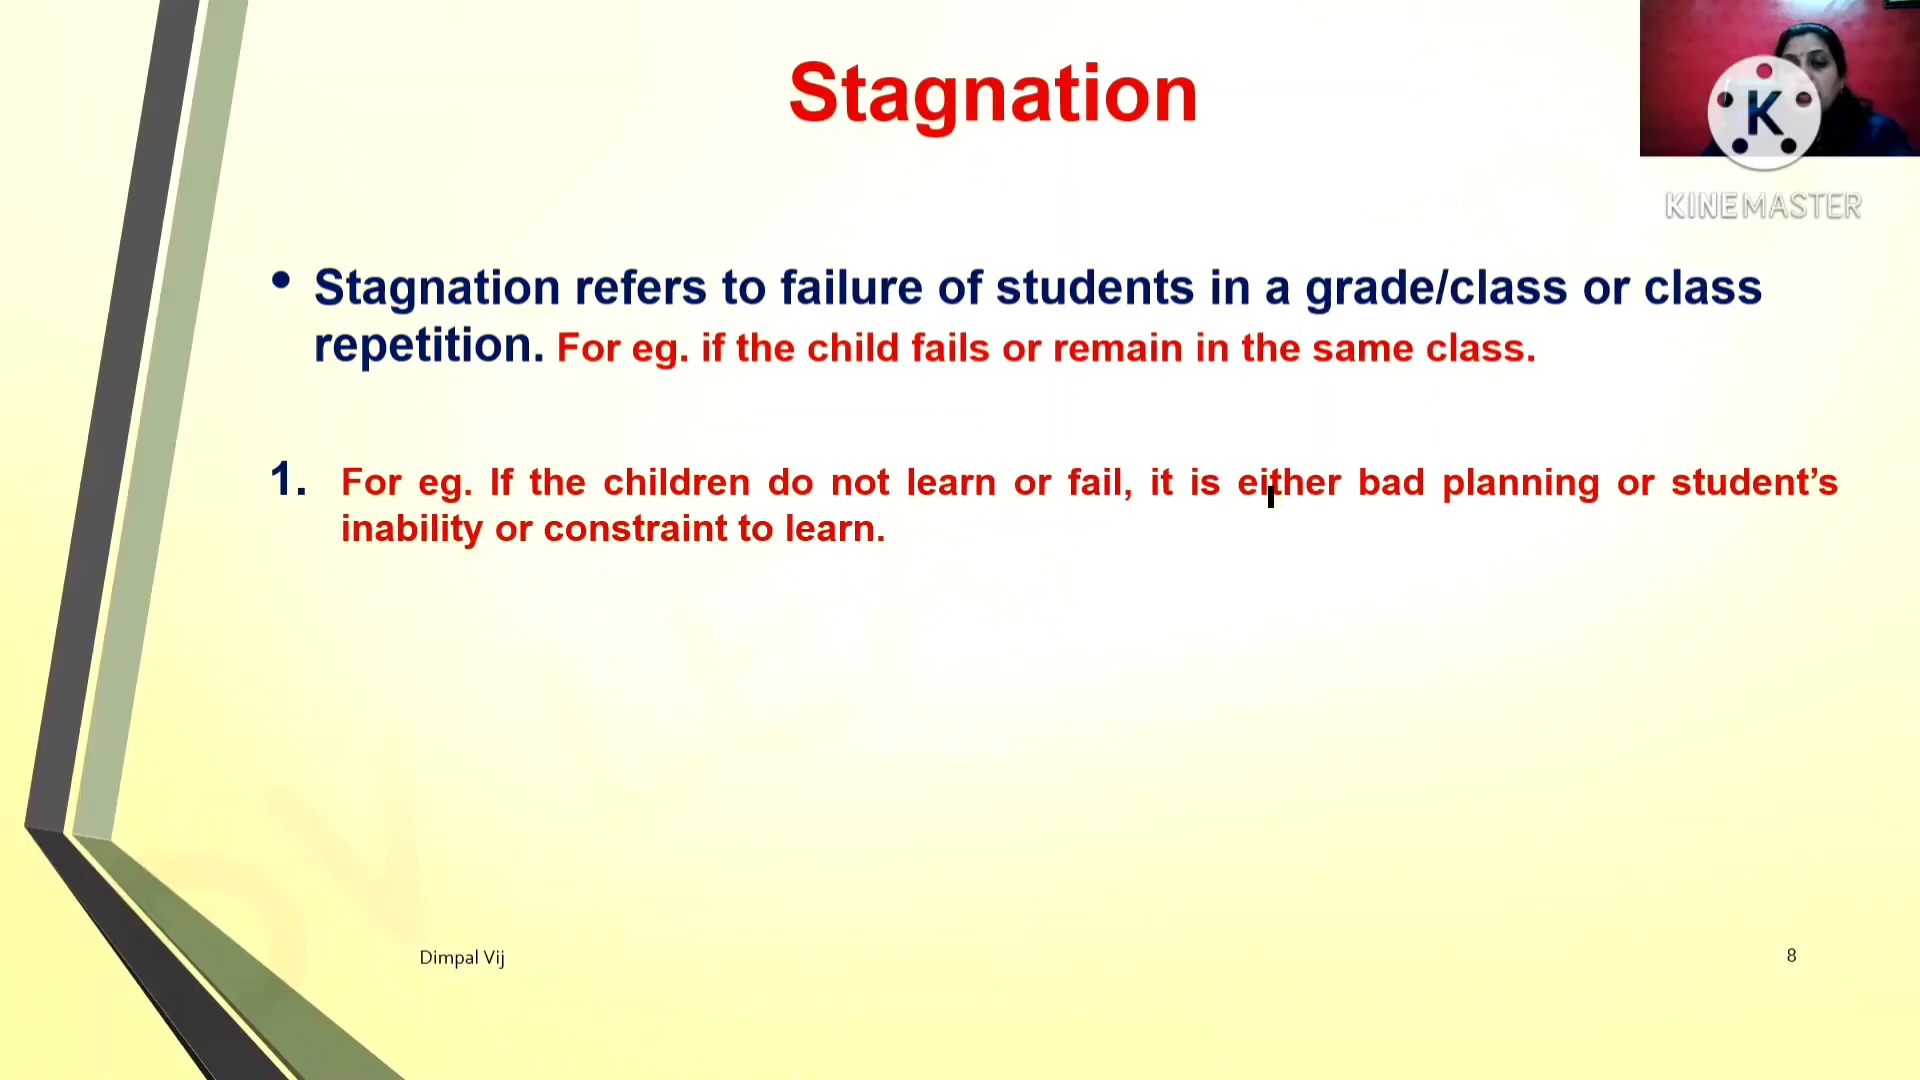 Stagnation
K
KINEMASTER
• Stagnation refers to failure of students in a grade/class or class
repetition. For eg. if the child fails or remain in the same class.
1. For eg. If the children do not learn or fail, it is either bad planning or student’s
inability or constraint to learn.
Dimpal Vij
8